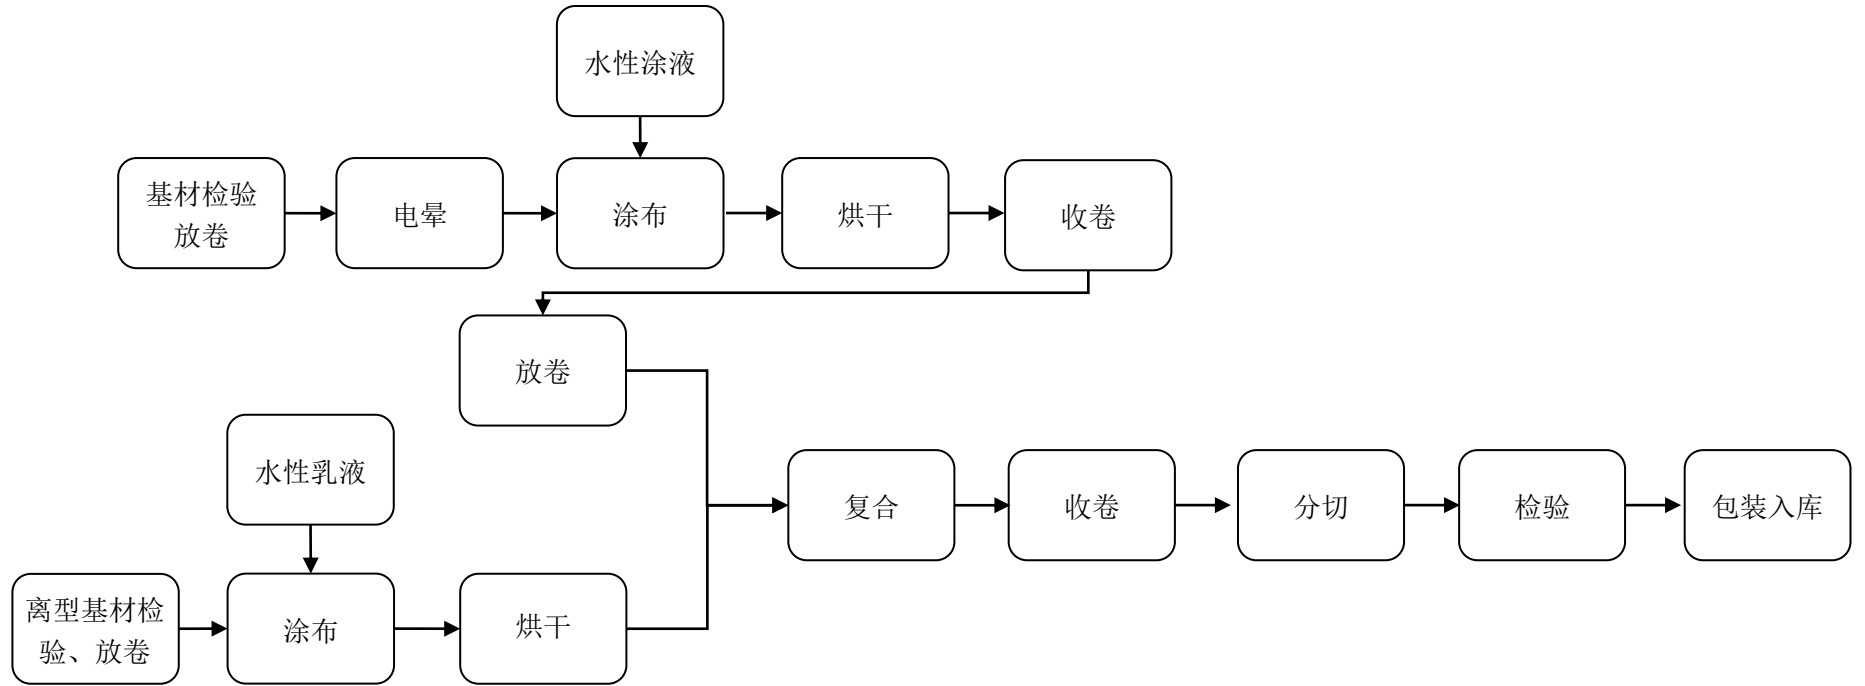 水性涂液
基材检验
放卷
电晕
涂布
烘干
收卷
放卷
水性乳液
复合
收卷
分切
检验
包装入库
离型基材检
验、放卷
涂布
烘干